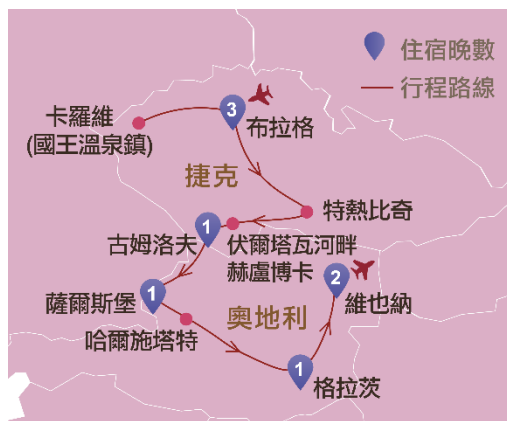 住宿晚數
行程路線
卡羅維
(國王溫泉鎮)
3
布拉格
捷克
特熱比奇
1
古姆洛夫
伏爾塔瓦河畔
赫盧博卡
2
維也納
1
薩爾斯堡
奧地利
哈爾施塔特
1
格拉茨